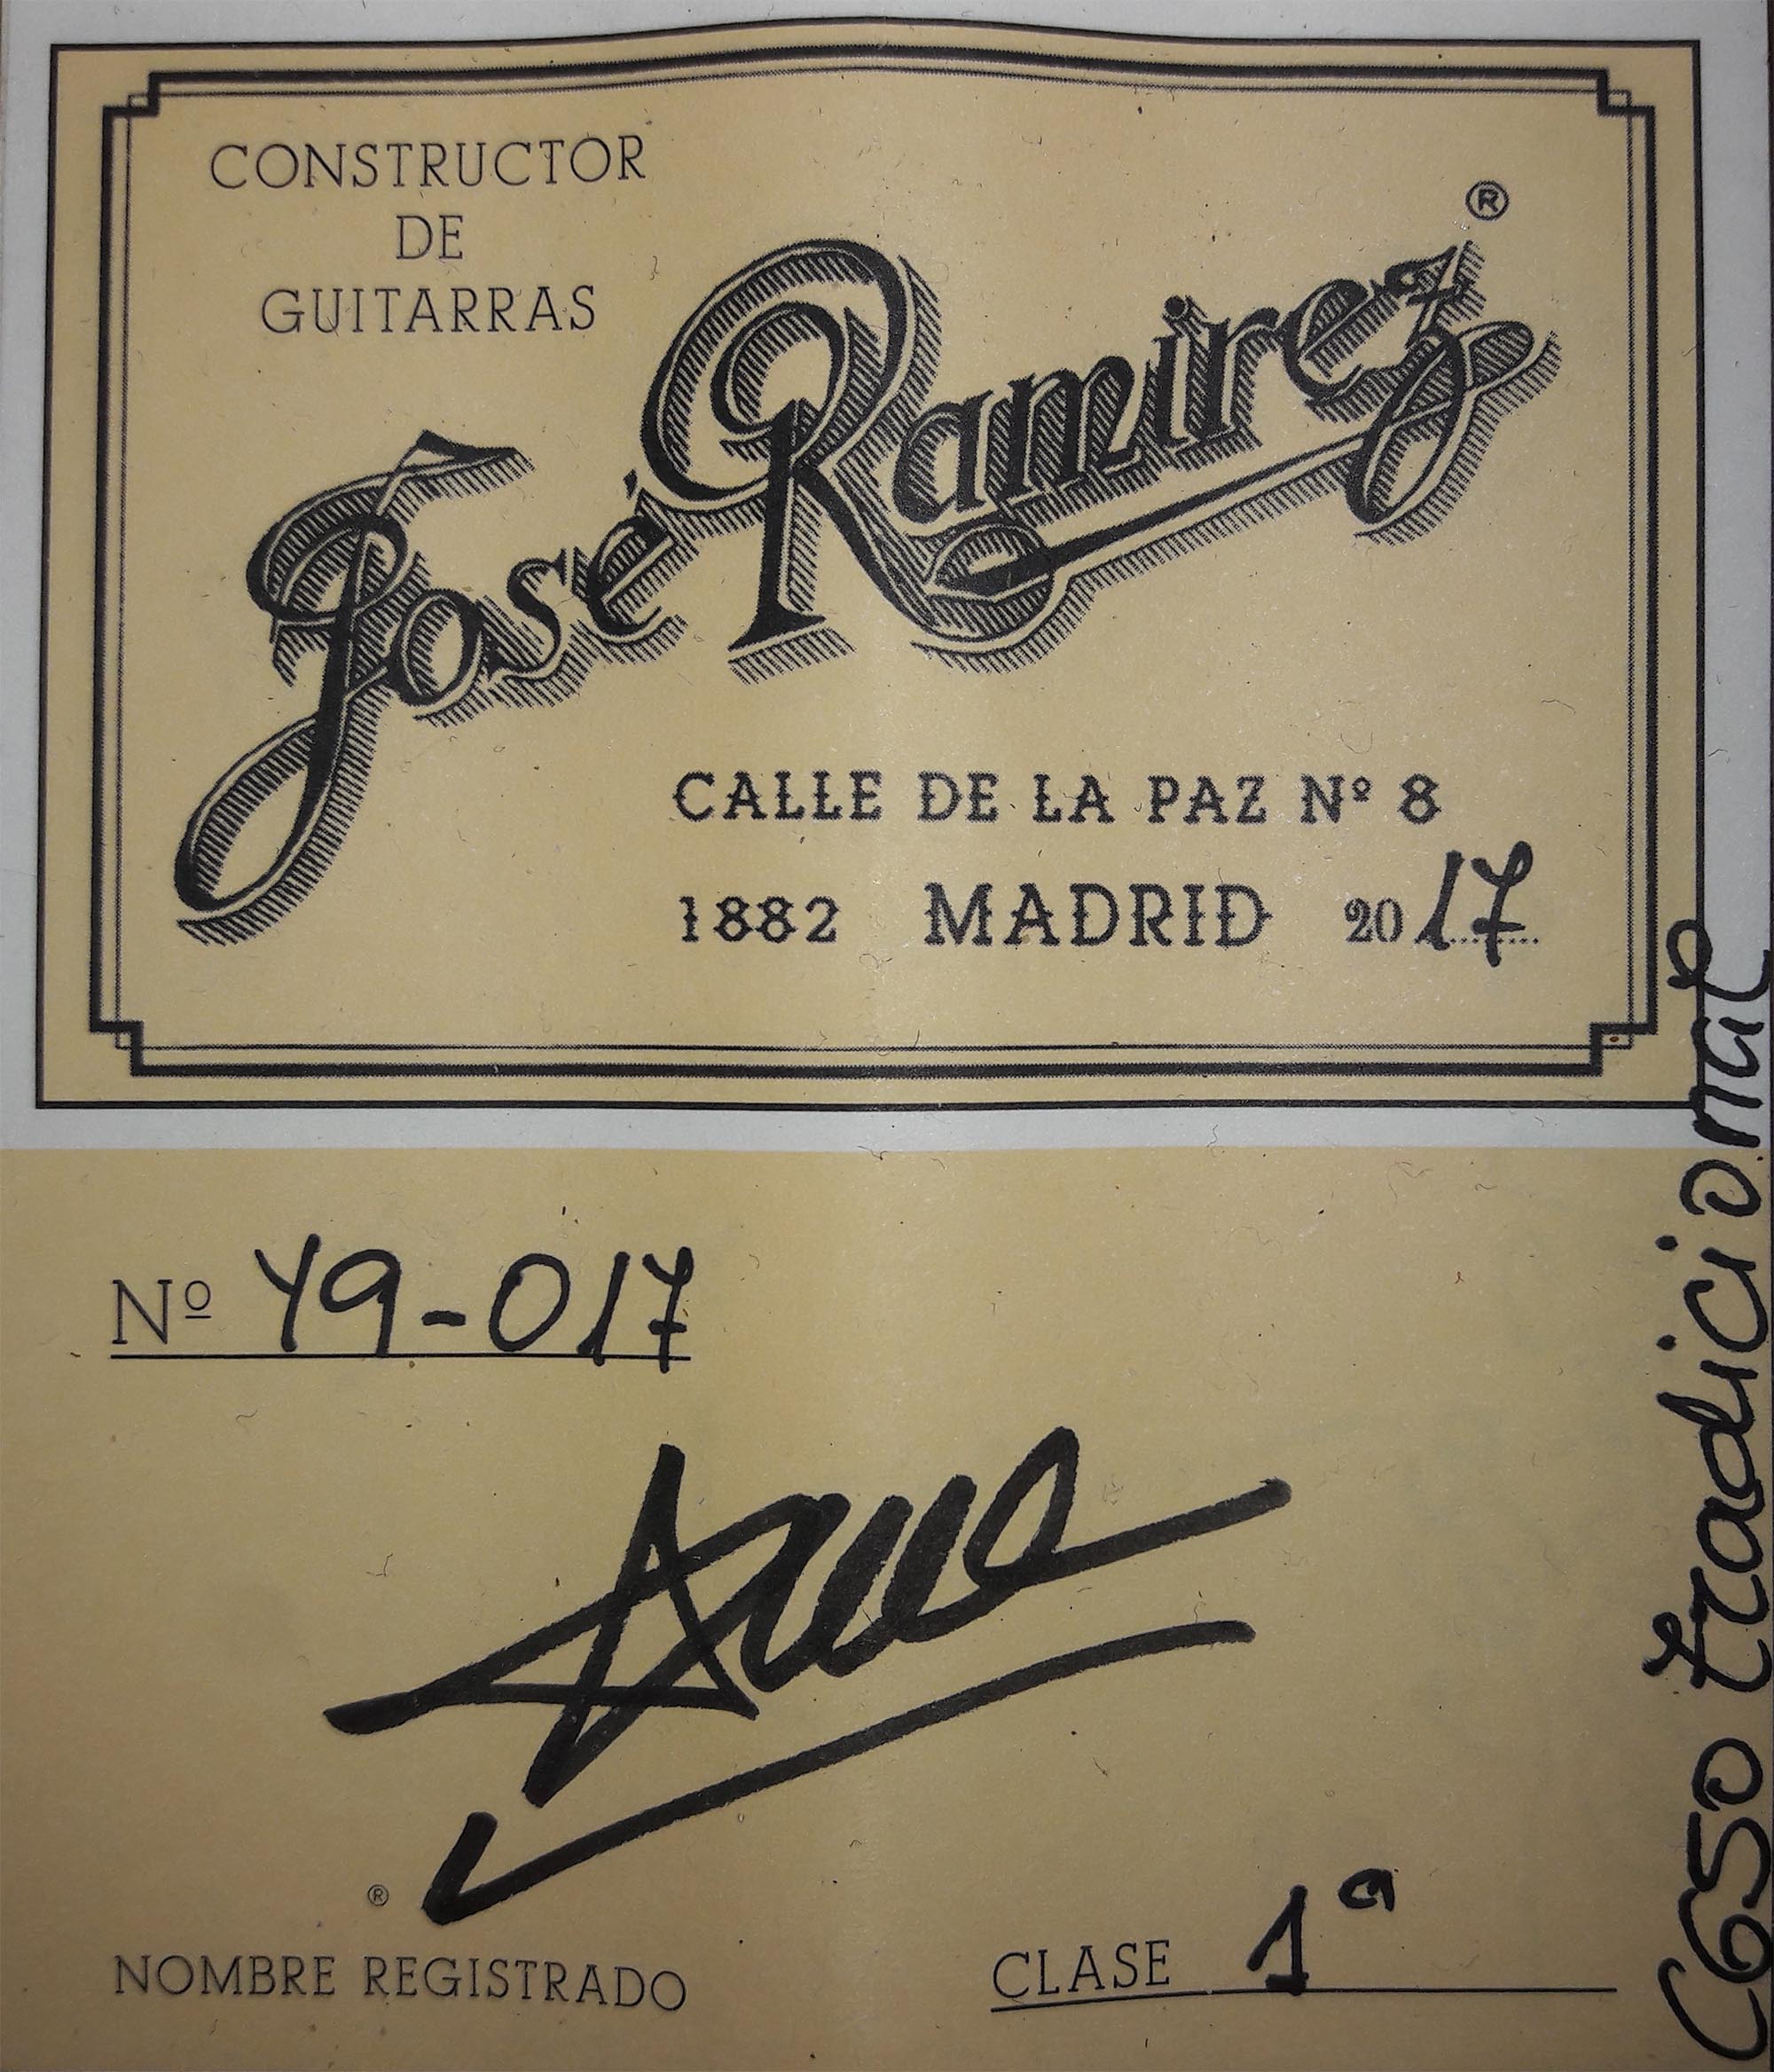 CONSTRUCTOR
DE
GUITARRAS
José Ramirez ®
CALLE DE LA PAZ Nº 8
1882 MADRID 2017
Nº Y9-017
®
NOMBRE REGISTRADO
CLASE 1ª
C650 tradicional